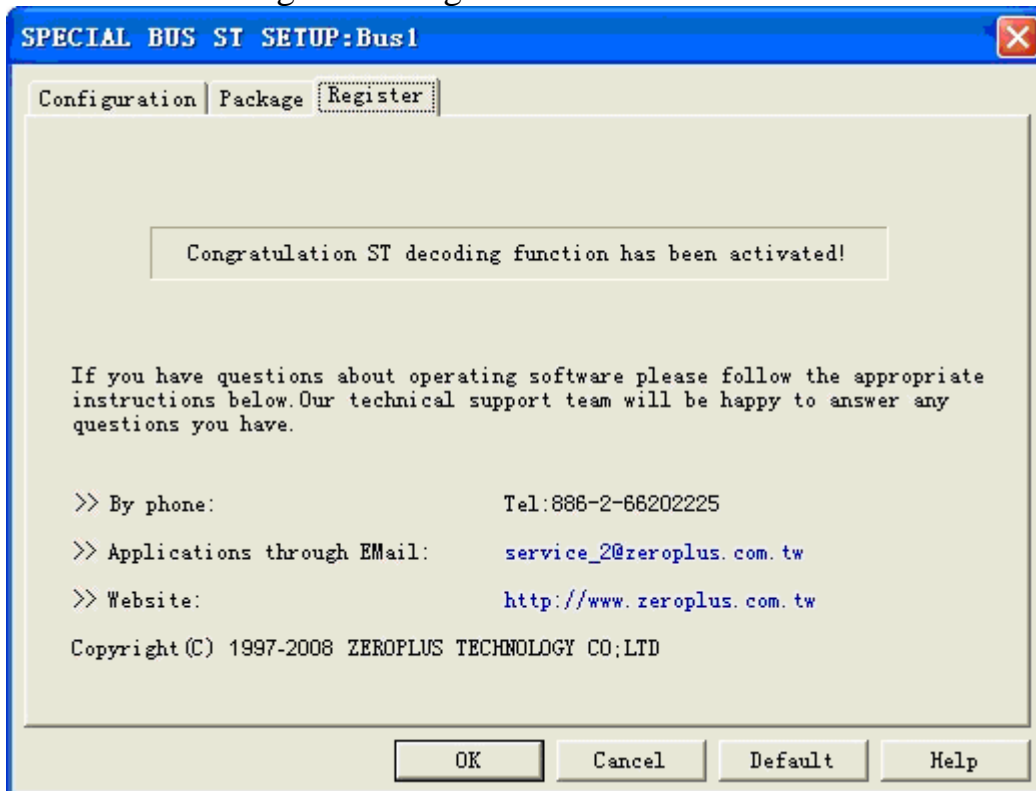 SPECIAL BUS ST SETUP:Bus1
Configuration Package Register
Congratulation ST decoding function has been activated!
If you have questions about operating software please follow the appropriate
instructions below.Our technical support team will be happy to answer any
questions you have.
>> By phone: Tel:886-2-66202225
>> Applications through EMail: service_2@zeroplus.com.tw
>> Website: http://www.zeroplus.com.tw
Copyright(C) 1997-2008 ZEROPLUS TECHNOLOGY CO;LTD
OK Cancel Default Help